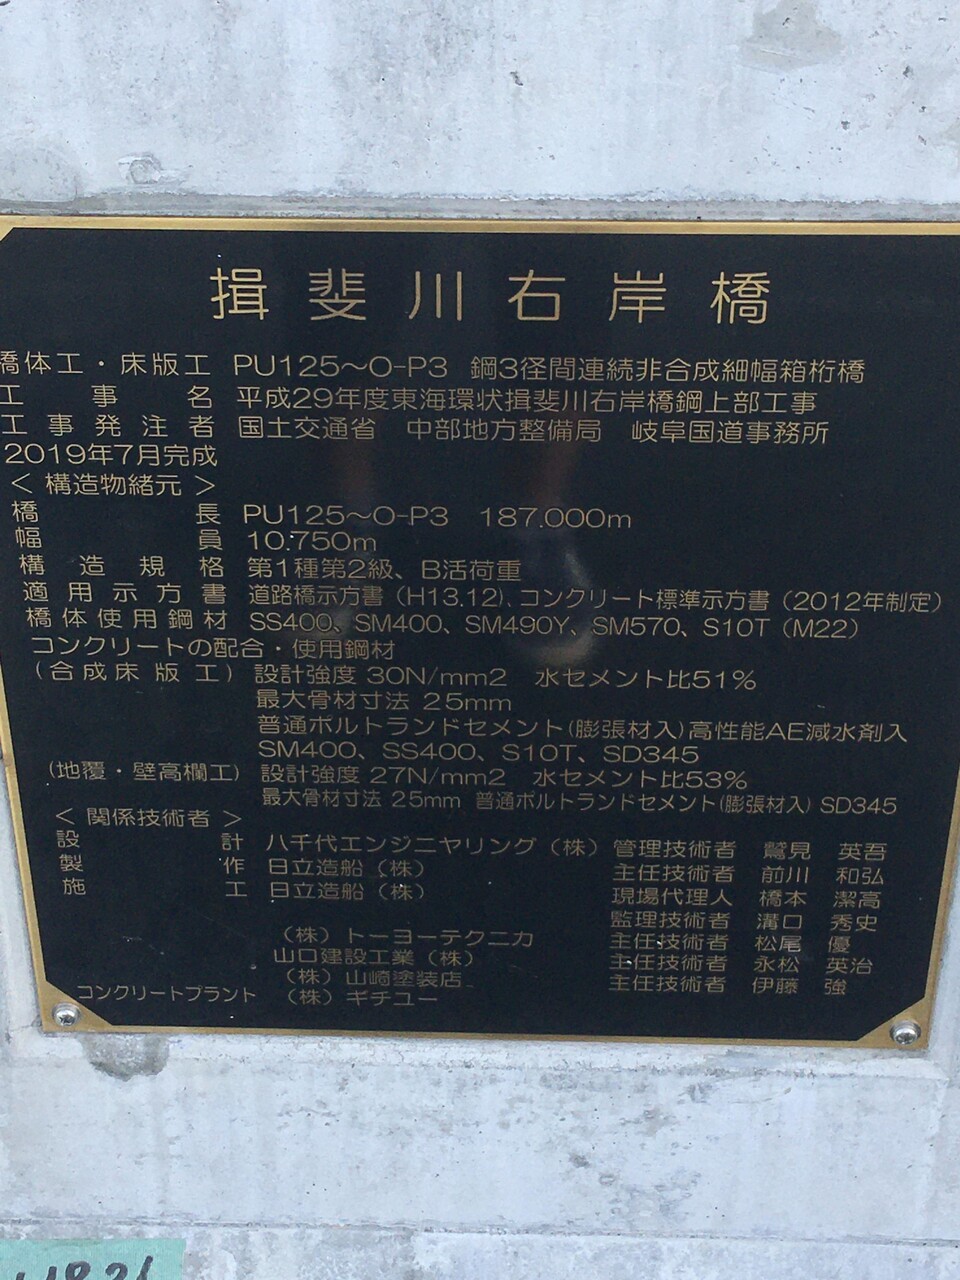 揖斐川右岸橋
橋体工・床版工 PU125～O-P3 鋼3径間連続非合成細幅箱桁橋
工事名 平成29年度東海環状揖斐川右岸橋鋼上部工事
工事発注者 国土交通省 中部地方整備局 岐阜国道事務所
2019年7月完成
＜構造物緒元＞
橋長 PU125～O-P3 187.000m
幅員 10.750m
構造規格 第1種第2級、B活荷重
適用示方書 道路橋示方書（H13.12）、コンクリート標準示方書（2012年制定）
橋体使用鋼材 SS400、SM400、SM490Y、SM570、S10T（M22）
コンクリートの配合・使用鋼材
（合成床版工）設計強度 30N/mm2 水セメント比51%
最大骨材寸法 25mm
普通ポルトランドセメント(膨張材入)高性能AE減水剤入
SM400、SS400、S10T、SD345
(地覆・壁高欄工) 設計強度 27N/mm2 水セメント比53%
最大骨材寸法 25mm 普通ポルトランドセメント(膨張材入) SD345
＜関係技術者＞
設計 八千代エンジニヤリング（株） 管理技術者 鷲見 英吾
製作 日立造船（株） 主任技術者 前川 和弘
施工 日立造船（株） 現場代理人 橋本 潔高
監理技術者 溝口 秀史
（株）トーヨーテクニカ 主任技術者 松尾 優
山口建設工業（株） 主任技術者 永松 英治
（株）山崎塗装店 主任技術者 伊藤 強
コンクリートプラント （株）ギチユー